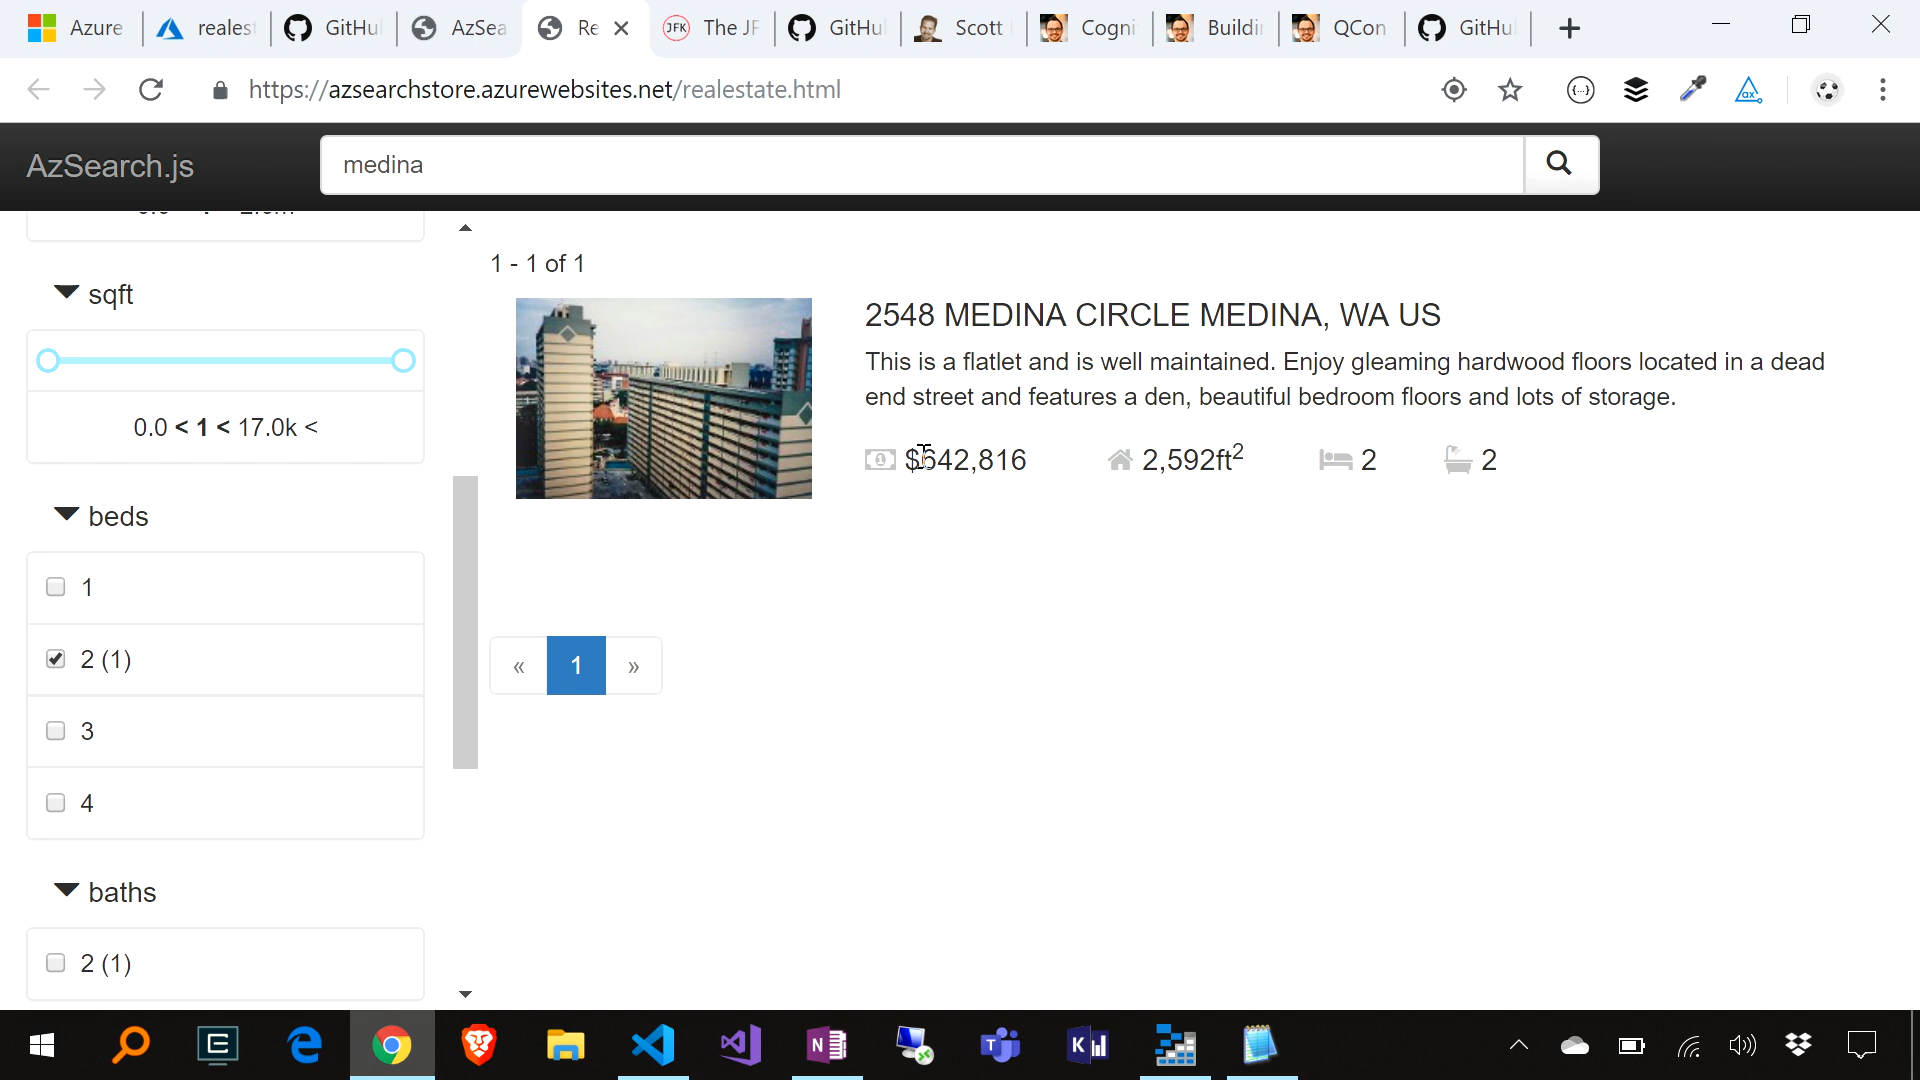 Azure
realest
GitHu
AzSea
Re
JFK
The JF
GitHu
Scott
Cogni
Buildi
QCon
GitHu
https://azsearchstore.azurewebsites.net/realestate.html
{...}
ax
AzSearch.js
medina
1 - 1 of 1
sqft
0.0 < 1 < 17.0k <
beds
1
2 (1)
3
4
baths
2 (1)
2548 MEDINA CIRCLE MEDINA, WA US
This is a flatlet and is well maintained. Enjoy gleaming hardwood floors located in a dead
end street and features a den, beautiful bedroom floors and lots of storage.
$642,816 2,592ft2 2 2
« 1 »